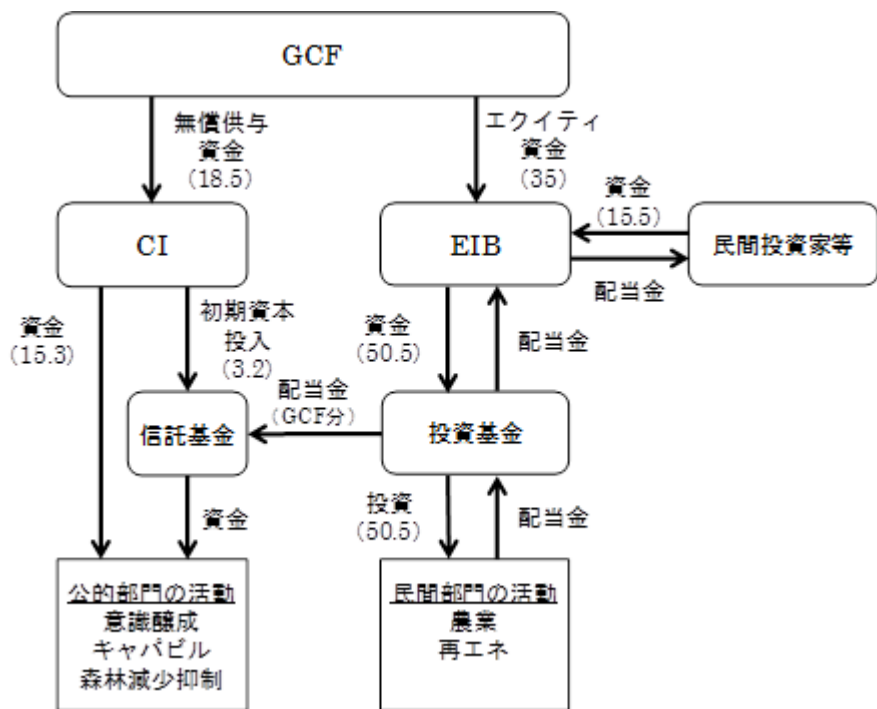 GCF
無償供与
資金
(18.5)
エクイティ
資金
(35)
資金
(15.5)
CI
EIB
民間投資家等
配当金
資金
(15.3)
初期資本
投入
(3.2)
資金
(50.5)
配当金
配当金
(GCF分)
信託基金
投資基金
資金
投資
(50.5)
配当金
公的部門の活動
意識醸成
キャパビル
森林減少抑制
民間部門の活動
農業
再エネ